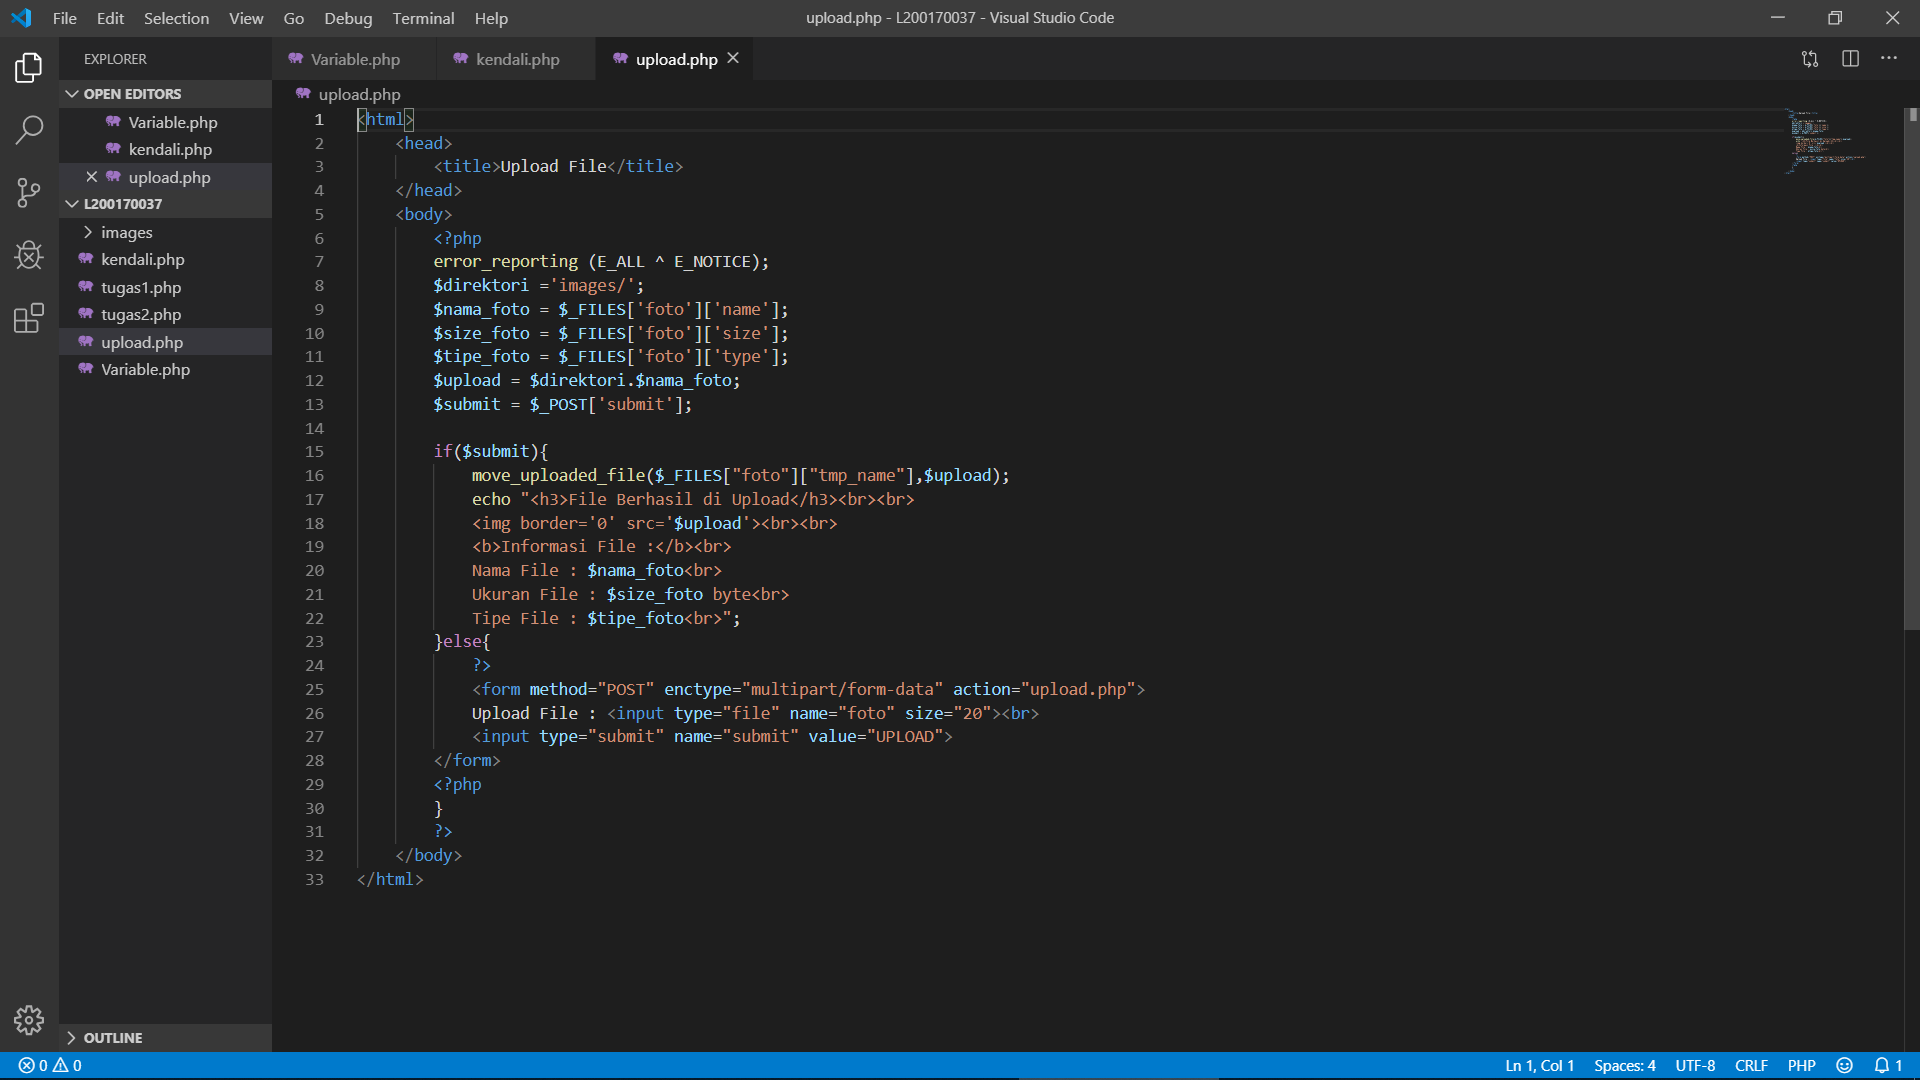 File Edit Selection View Go Debug Terminal Help
upload.php - L200170037 - Visual Studio Code
EXPLORER
OPEN EDITORS
Variable.php
kendali.php
upload.php
L200170037
images
kendali.php
tugas1.php
tugas2.php
upload.php
Variable.php
OUTLINE
Variable.php kendali.php upload.php
upload.php
1 <html>
2     <head>
3         <title>Upload File</title>
4     </head>
5     <body>
6         <?php
7         error_reporting (E_ALL ^ E_NOTICE);
8         $direktori ='images/';
9         $nama_foto = $_FILES['foto']['name'];
10         $size_foto = $_FILES['foto']['size'];
11         $tipe_foto = $_FILES['foto']['type'];
12         $upload = $direktori.$nama_foto;
13         $submit = $_POST['submit'];
14
15         if($submit){
16             move_uploaded_file($_FILES["foto"]["tmp_name"],$upload);
17             echo "<h3>File Berhasil di Upload</h3><br><br>
18             <img border='0' src='$upload'><br><br>
19             <b>Informasi File :</b><br>
20             Nama File : $nama_foto<br>
21             Ukuran File : $size_foto byte<br>
22             Tipe File : $tipe_foto<br>";
23         }else{
24             ?>
25             <form method="POST" enctype="multipart/form-data" action="upload.php">
26             Upload File : <input type="file" name="foto" size="20"><br>
27             <input type="submit" name="submit" value="UPLOAD">
28         </form>
29         <?php
30         }
31         ?>
32     </body>
33 </html>
0 0
Ln 1, Col 1 Spaces: 4 UTF-8 CRLF PHP 1